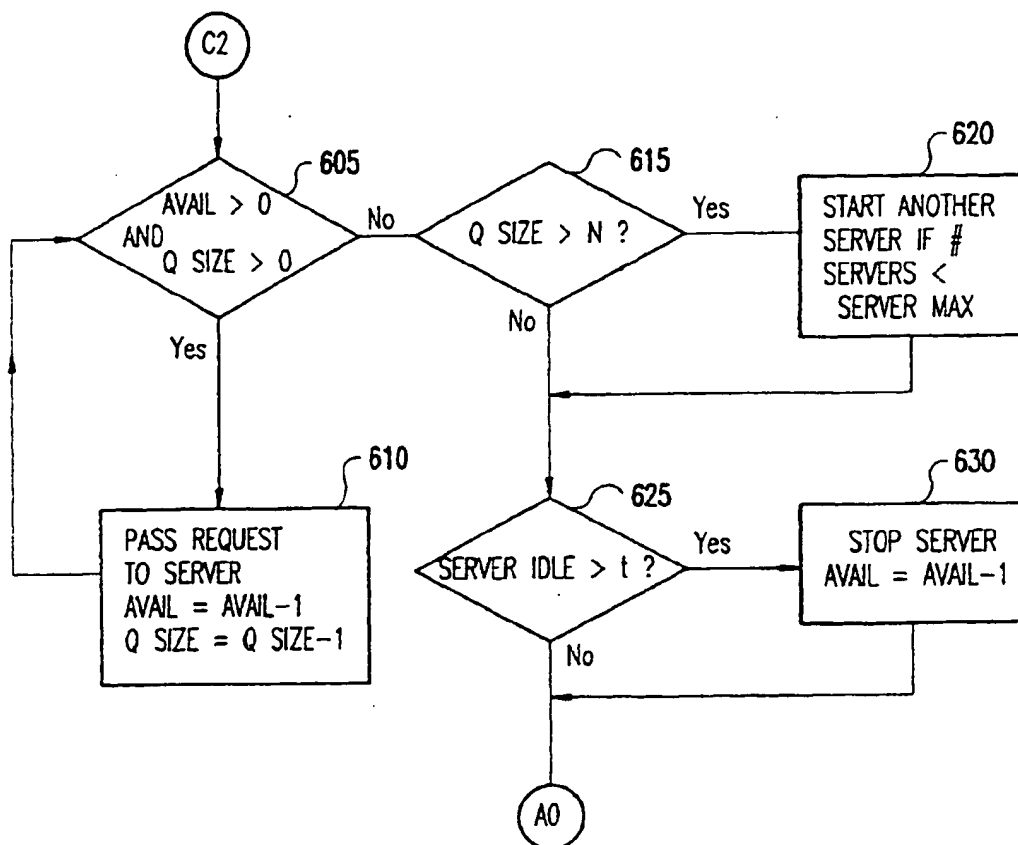 C2
605
AVAIL > 0
AND
Q SIZE > 0
No
Yes
615
Q SIZE > N ?
Yes
No
620
START ANOTHER
SERVER IF #
SERVERS <
SERVER MAX
610
PASS REQUEST
TO SERVER
AVAIL = AVAIL-1
Q SIZE = Q SIZE-1
625
SERVER IDLE > t ?
Yes
No
630
STOP SERVER
AVAIL = AVAIL-1
A0